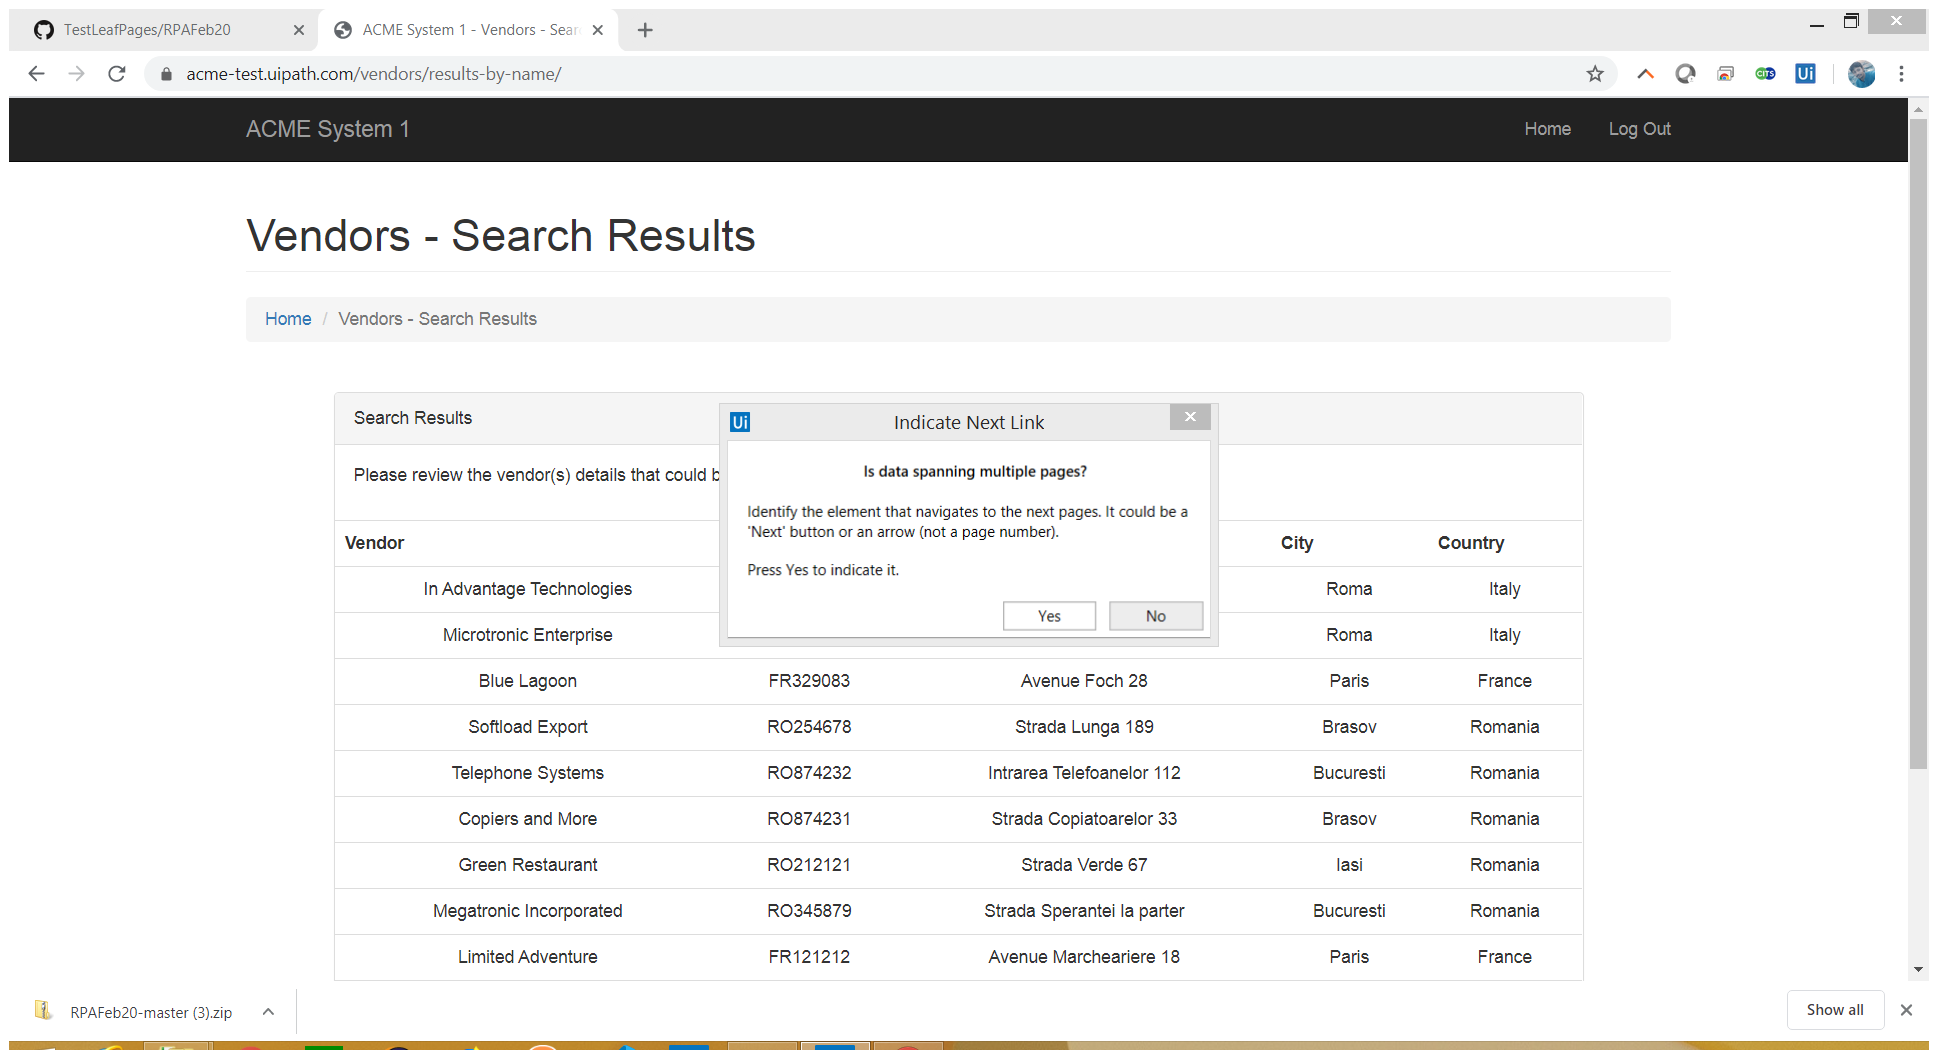 TestLeafPages/RPAFeb20
ACME System 1 - Vendors - Sear
acme-test.uipath.com/vendors/results-by-name/
CITS
Ui
ACME System 1
Home Log Out
Vendors - Search Results
Home / Vendors - Search Results
Search Results
Please review the vendor(s) details that could b
Ui Indicate Next Link
Is data spanning multiple pages?
Identify the element that navigates to the next pages. It could be a
'Next' button or an arrow (not a page number).
Press Yes to indicate it.
Yes No
Vendor City Country
In Advantage Technologies Roma Italy
Microtronic Enterprise Roma Italy
Blue Lagoon FR329083 Avenue Foch 28 Paris France
Softload Export RO254678 Strada Lunga 189 Brasov Romania
Telephone Systems RO874232 Intrarea Telefoanelor 112 Bucuresti Romania
Copiers and More RO874231 Strada Copiatoarelor 33 Brasov Romania
Green Restaurant RO212121 Strada Verde 67 Iasi Romania
Megatronic Incorporated RO345879 Strada Sperantei la parter Bucuresti Romania
Limited Adventure FR121212 Avenue Marcheariere 18 Paris France
RPAFeb20-master (3).zip
Show all